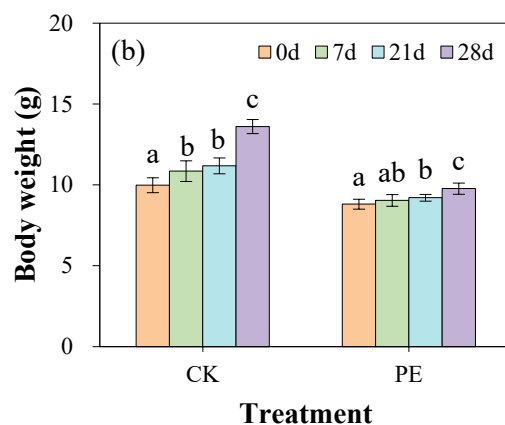 20
(b) 0d 7d 21d 28d
15
c
a b b
10
a ab b c
5
0
CK PE
Body weight (g)
Treatment